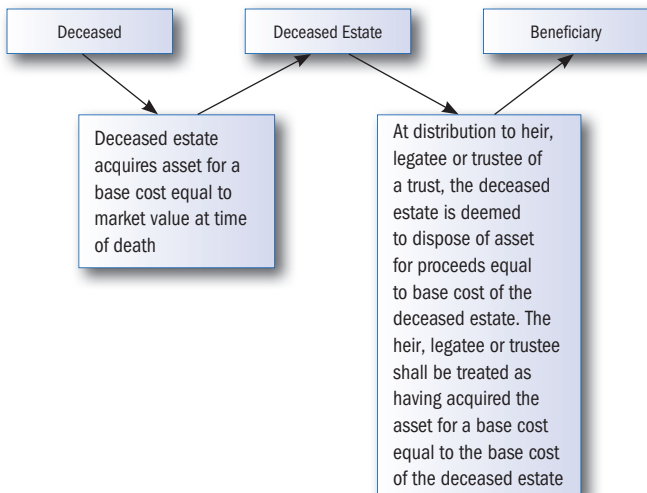 Deceased
Deceased Estate
Beneficiary
Deceased estate
acquires asset for a
base cost equal to
market value at time
of death
At distribution to heir,
legatee or trustee of
a trust, the deceased
estate is deemed
to dispose of asset
for proceeds equal
to base cost of the
deceased estate. The
heir, legatee or trustee
shall be treated as
having acquired the
asset for a base cost
equal to the base cost
of the deceased estate